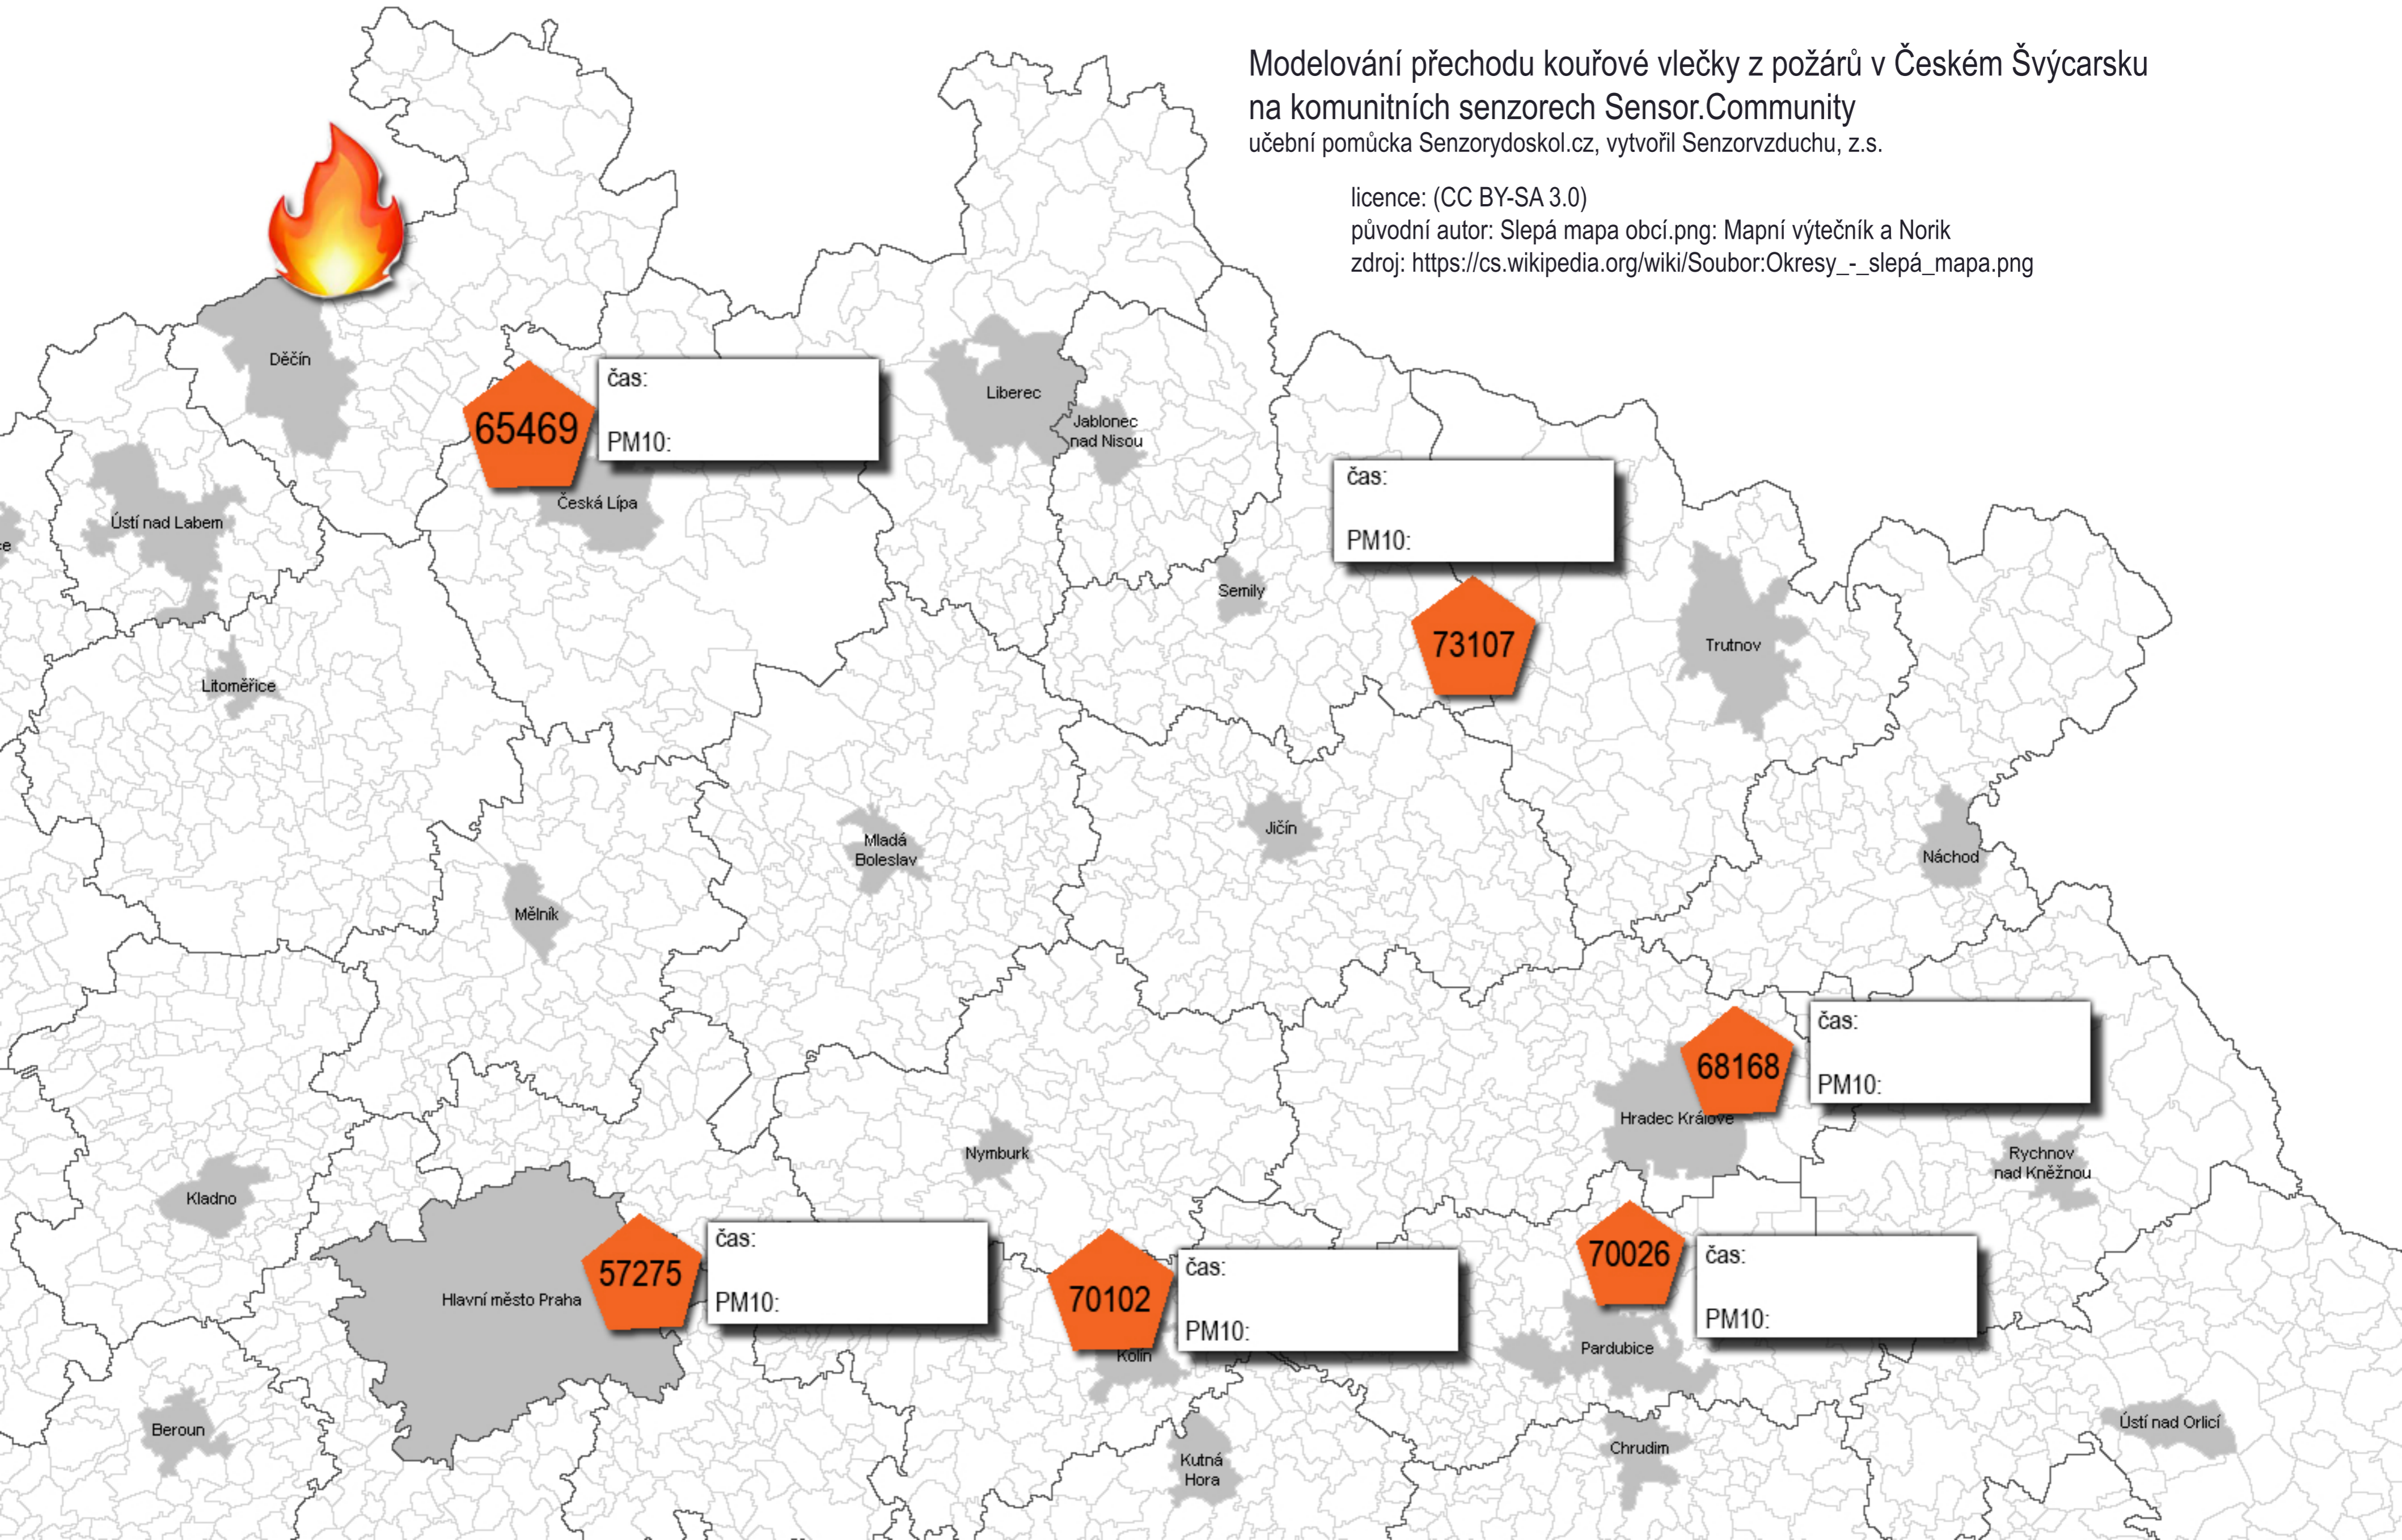 Modelování přechodu kouřové vlečky z požárů v Českém Švýcarsku
na komunitních senzorech Sensor.Community
učební pomůcka Senzorydoskol.cz, vytvořil Senzorvzduchu, z.s.
licence: (CC BY-SA 3.0)
původní autor: Slepá mapa obcí.png: Mapní výtečník a Norik
zdroj: https://cs.wikipedia.org/wiki/Soubor:Okresy_-_slepá_mapa.png
Děčín
65469
čas:
PM10:
Česká Lípa
Liberec
Jablonec
nad Nisou
Ústí nad Labem
ce
čas:
PM10:
73107
Semily
Trutnov
Litoměřice
Mladá
Boleslav
Jičín
Náchod
Mělník
68168
čas:
PM10:
Hradec Králové
Nymburk
Rychnov
nad Kněžnou
Kladno
Hlavní město Praha
57275
čas:
PM10:
70102
čas:
PM10:
Kolín
70026
čas:
PM10:
Pardubice
Beroun
Kutná
Hora
Chrudim
Ústí nad Orlicí